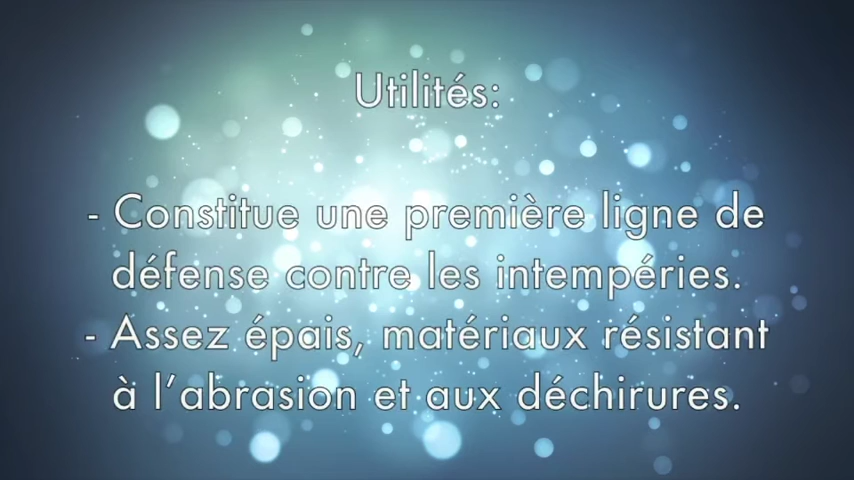 Utilités:
- Constitue une première ligne de
défense contre les intempéries.
- Assez épais, matériaux résistant
à l’abrasion et aux déchirures.